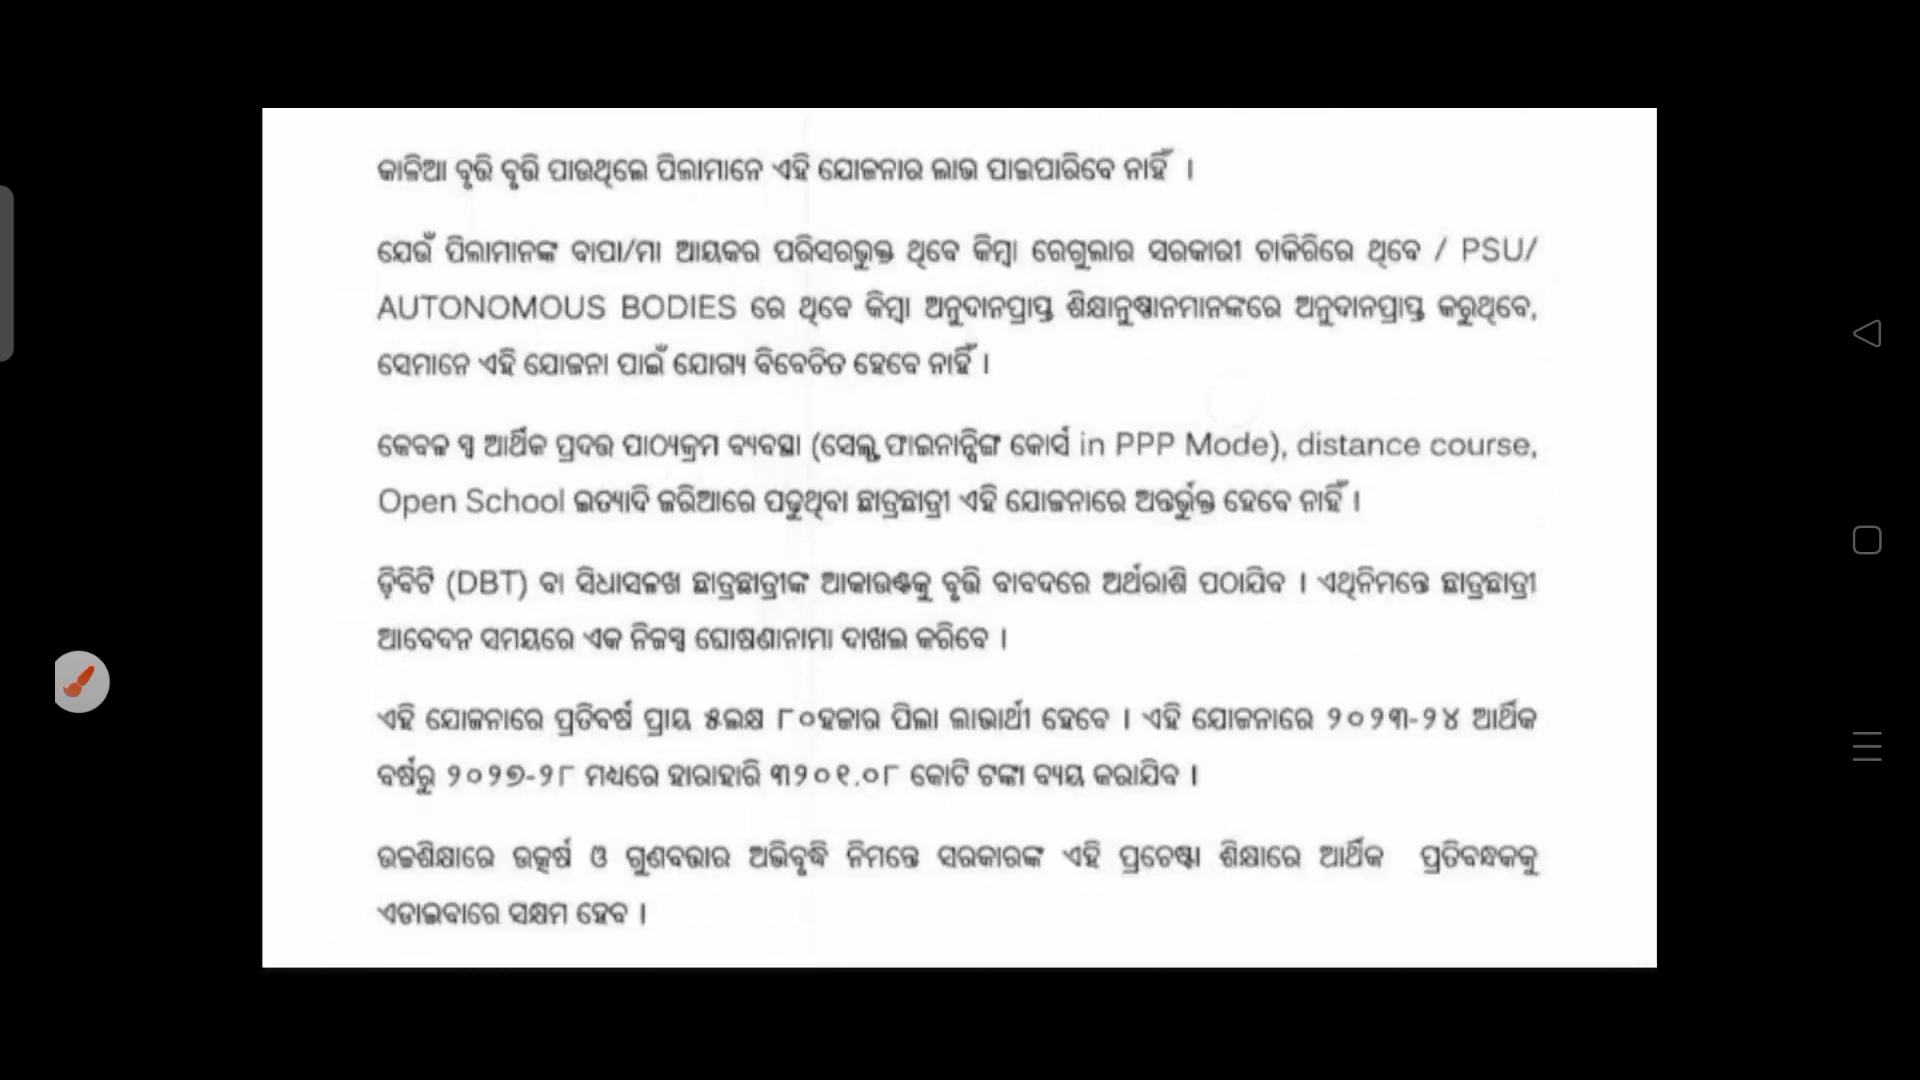 କାଳିଆ ବୃତ୍ତି ବୃତ୍ତି ପାଉଥିଲେ ପିଲାମାନେ ଏହି ଯୋଜନାର ଲାଭ ପାଇପାରିବେ ନାହିଁ ।
ଯେଉଁ ପିଲାମାନଙ୍କ ବାପା/ମା ଆୟକର ପରିସରଭୁକ୍ତ ଥିବେ କିମ୍ବା ରେଗୁଲାର ସରକାରୀ ଚାକିରିରେ ଥିବେ / PSU/
AUTONOMOUS BODIES ରେ ଥିବେ କିମ୍ବା ଅନୁଦାନପ୍ରାପ୍ତ ଶିକ୍ଷାନୁଷ୍ଠାନମାନଙ୍କରେ ଅନୁଦାନପ୍ରାପ୍ତ କରୁଥିବେ,
ସେମାନେ ଏହି ଯୋଜନା ପାଇଁ ଯୋଗ୍ୟ ବିବେଚିତ ହେବେ ନାହିଁ ।
କେବଳ ସ୍ୱ ଆର୍ଥିକ ପ୍ରଦତ୍ତ ପାଠ୍ୟକ୍ରମ ବ୍ୟବସ୍ଥା (ସେଲ୍ଫ ଫାଇନାନ୍ସିଙ୍ଗ କୋର୍ସ in PPP Mode), distance course,
Open School ଇତ୍ୟାଦି ଜରିଆରେ ପଢୁଥିବା ଛାତ୍ରଛାତ୍ରୀ ଏହି ଯୋଜନାରେ ଅନ୍ତର୍ଭୁକ୍ତ ହେବେ ନାହିଁ ।
ଡ଼ିବିଟି (DBT) ବା ସିଧାସଳଖ ଛାତ୍ରଛାତ୍ରୀଙ୍କ ଆକାଉଣ୍ଟକୁ ବୃତ୍ତି ବାବଦରେ ଅର୍ଥରାଶି ପଠାଯିବ । ଏଥିନିମନ୍ତେ ଛାତ୍ରଛାତ୍ରୀ
ଆବେଦନ ସମୟରେ ଏକ ନିଜସ୍ୱ ଘୋଷଣାନାମା ଦାଖଲ କରିବେ ।
ଏହି ଯୋଜନାରେ ପ୍ରତିବର୍ଷ ପ୍ରାୟ ୫ଲକ୍ଷ ୮୦ହଜାର ପିଲା ଲାଭାର୍ଥୀ ହେବେ । ଏହି ଯୋଜନାରେ ୨୦୨୩-୨୪ ଆର୍ଥିକ
ବର୍ଷରୁ ୨୦୨୭-୨୮ ମଧ୍ୟରେ ହାରାହାରି ୩୨୦୧.୦୮ କୋଟି ଟଙ୍କା ବ୍ୟୟ କରାଯିବ ।
ଉଚ୍ଚଶିକ୍ଷାରେ ଉତ୍କର୍ଷ ଓ ଗୁଣବତ୍ତାର ଅଭିବୃଦ୍ଧି ନିମନ୍ତେ ସରକାରଙ୍କ ଏହି ପ୍ରଚେଷ୍ଟା ଶିକ୍ଷାରେ ଆର୍ଥିକ ପ୍ରତିବନ୍ଧକକୁ
ଏଡାଇବାରେ ସକ୍ଷମ ହେବ ।